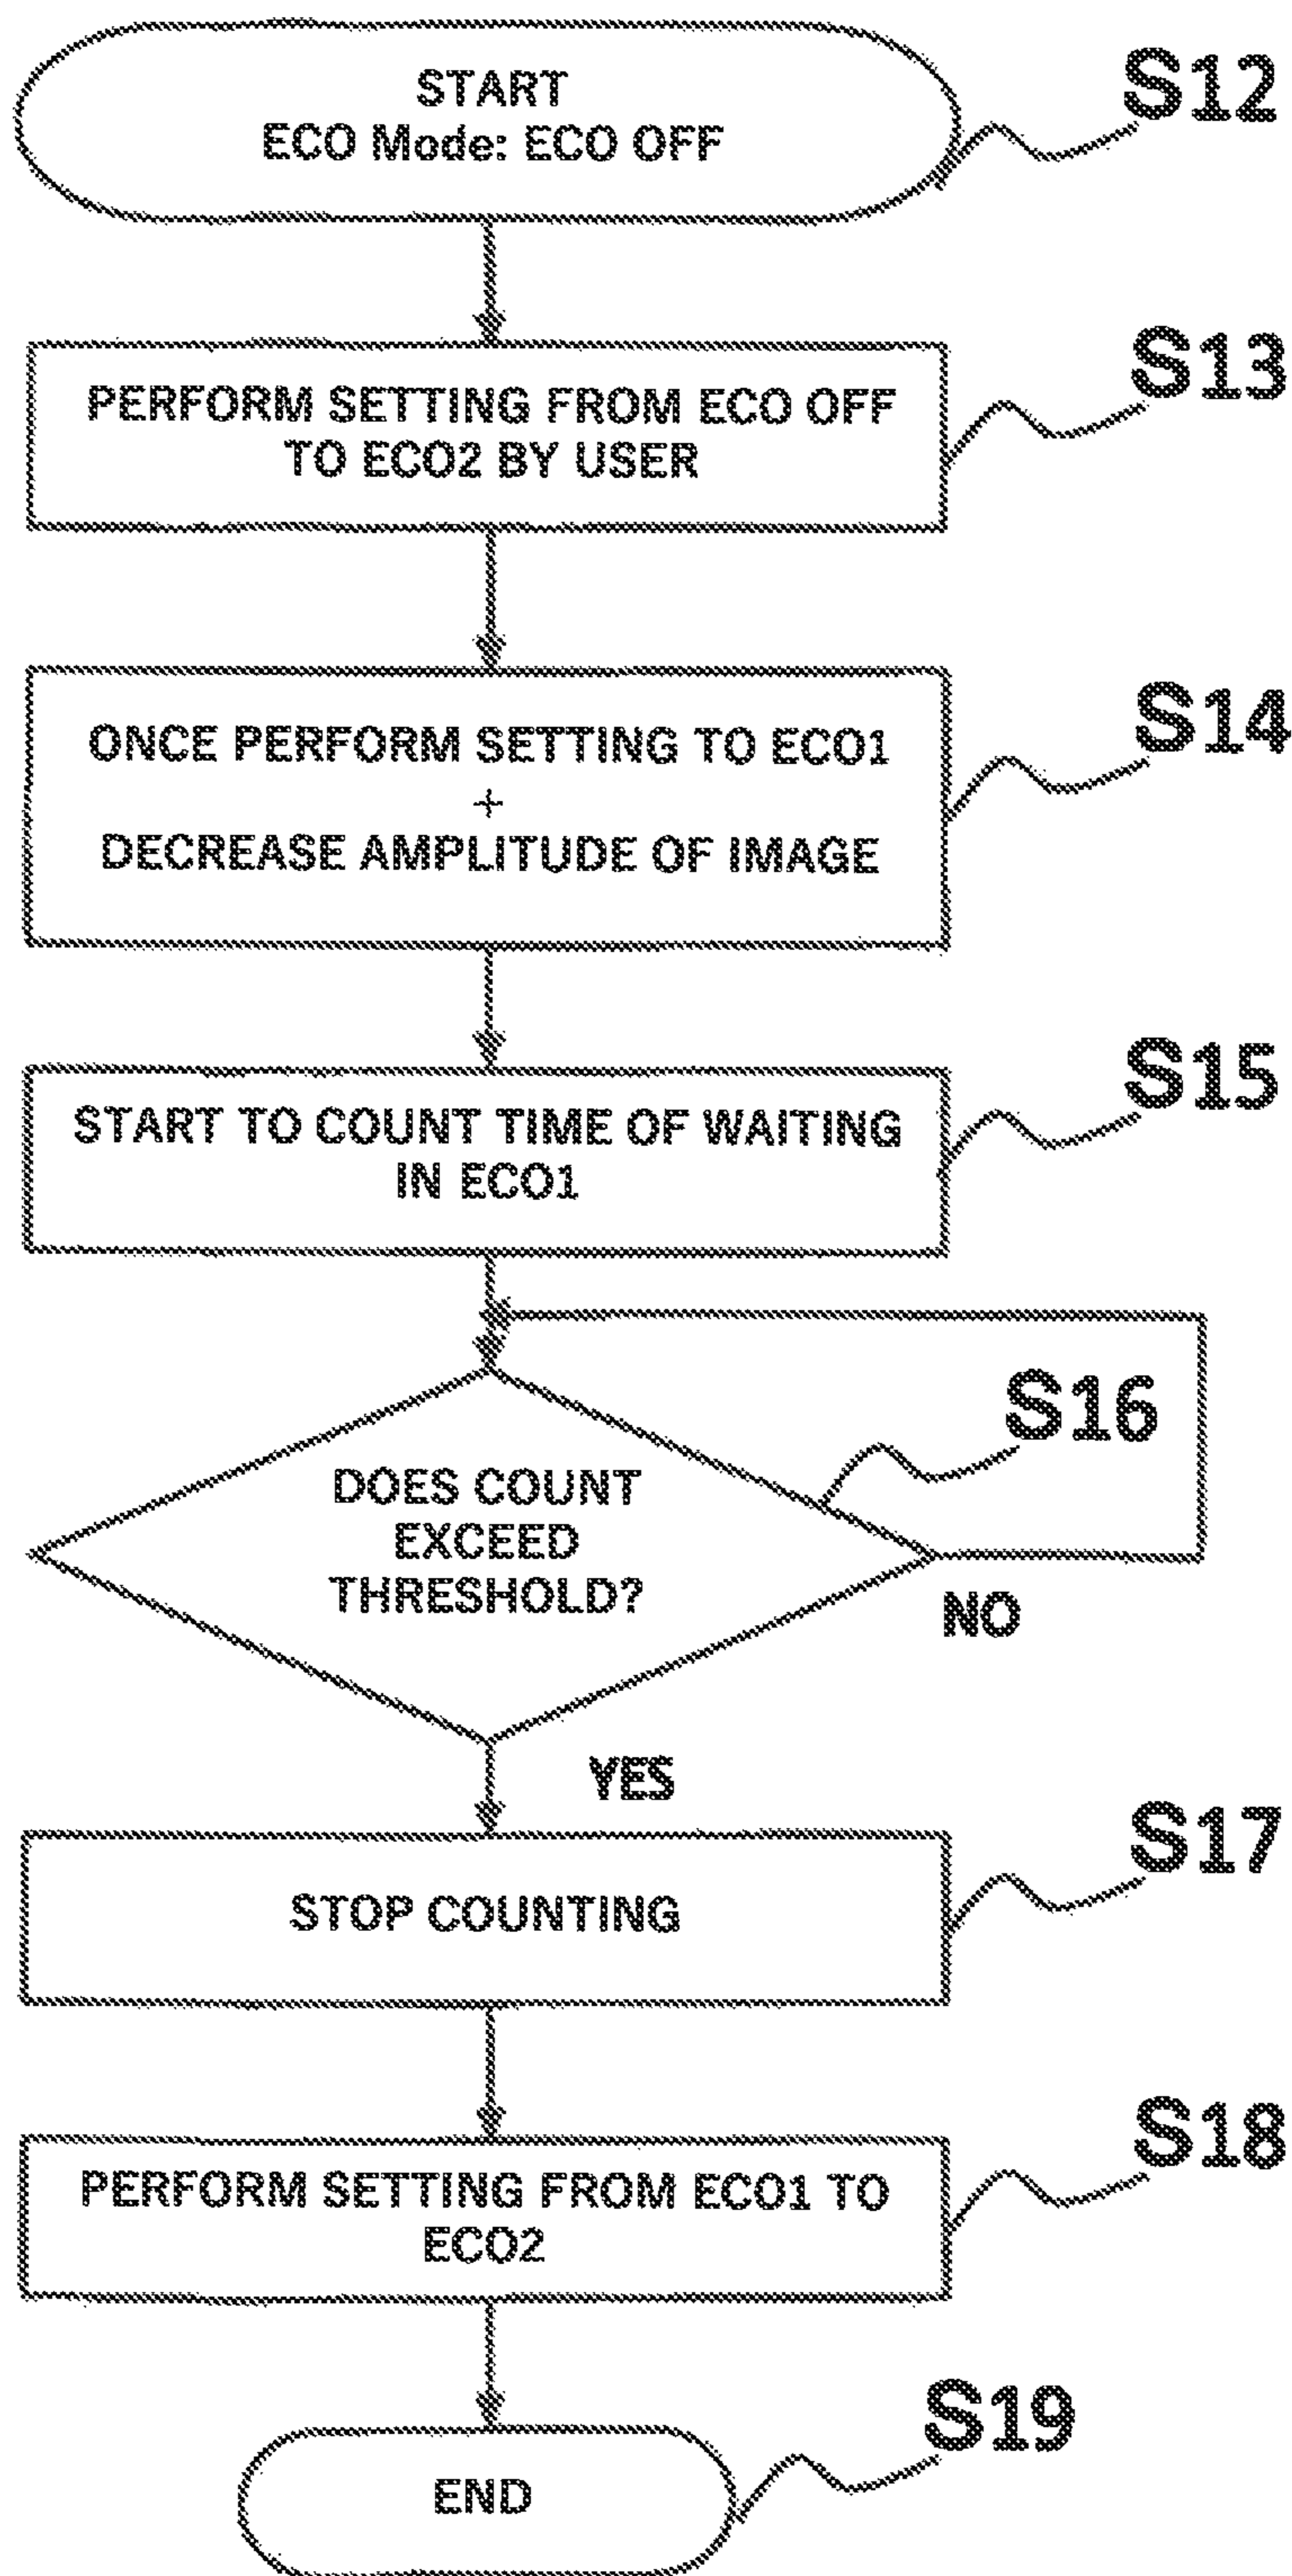 START
ECO Mode: ECO OFF
S12
PERFORM SETTING FROM ECO OFF
TO ECO2 BY USER
S13
ONCE PERFORM SETTING TO ECO1
+
DECREASE AMPLITUDE OF IMAGE
S14
START TO COUNT TIME OF WAITING
IN ECO1
S15
DOES COUNT
EXCEED
THRESHOLD?
S16
NO
YES
STOP COUNTING
S17
PERFORM SETTING FROM ECO1 TO
ECO2
S18
END
S19